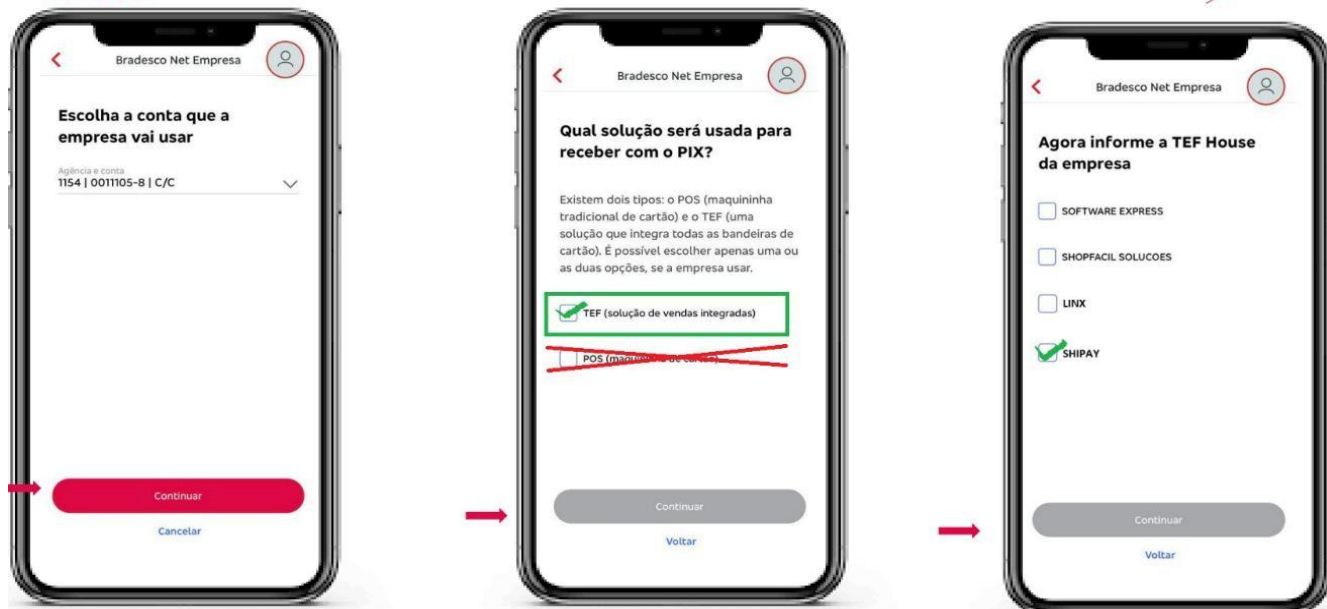 Bradesco Net Empresa
Escolha a conta que a
empresa vai usar
Agência e conta
1154 | 0011105-8 | C/C
Continuar
Cancelar
Bradesco Net Empresa
Qual solução será usada para
receber com o PIX?
Existem dois tipos: o POS (maquininha
tradicional de cartão) e o TEF (uma
solução que integra todas as bandeiras de
cartão). É possível escolher apenas uma ou
as duas opções, se a empresa usar.
TEF (solução de vendas integradas)
POS (maquininha de cartão)
Continuar
Voltar
Bradesco Net Empresa
Agora informe a TEF House
da empresa
SOFTWARE EXPRESS
SHOPFACIL SOLUCOES
LINX
SHIPAY
Continuar
Voltar